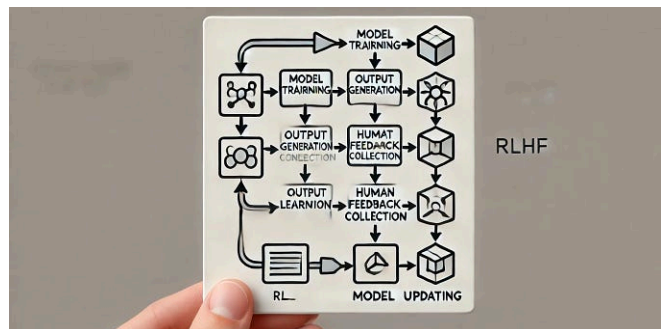 MODEL
TRAIRNING
MODEL
TRAIRNING
OUTPUT
GENERATION
OUTPUT
GENERATION
HUMAT
FEEDBACK
COLLECTION
RLHF
OUTPUT
LEARNION
HUMAN
FEEDBACK
COLLECTION
RL_
MODEL UPDATING